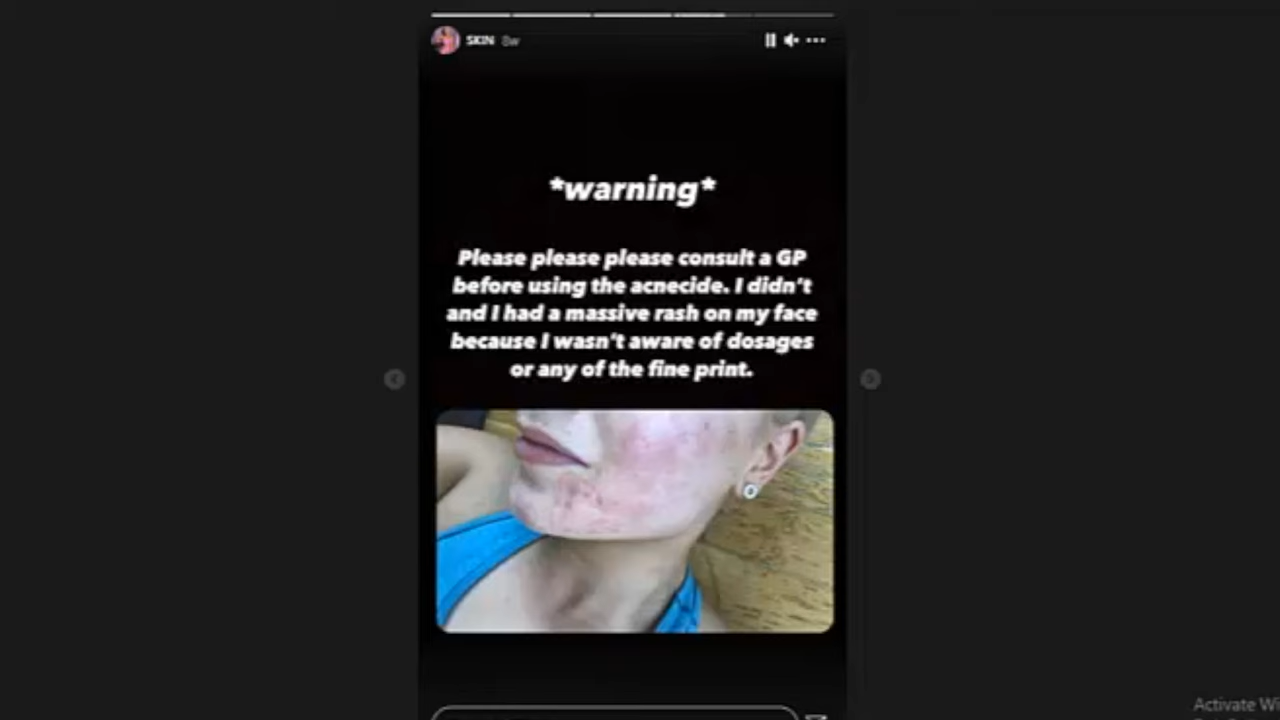 SKIN 8w
*warning*
Please please please consult a GP
before using the acnecide. I didn't
and I had a massive rash on my face
because I wasn't aware of dosages
or any of the fine print.
Activate Wi